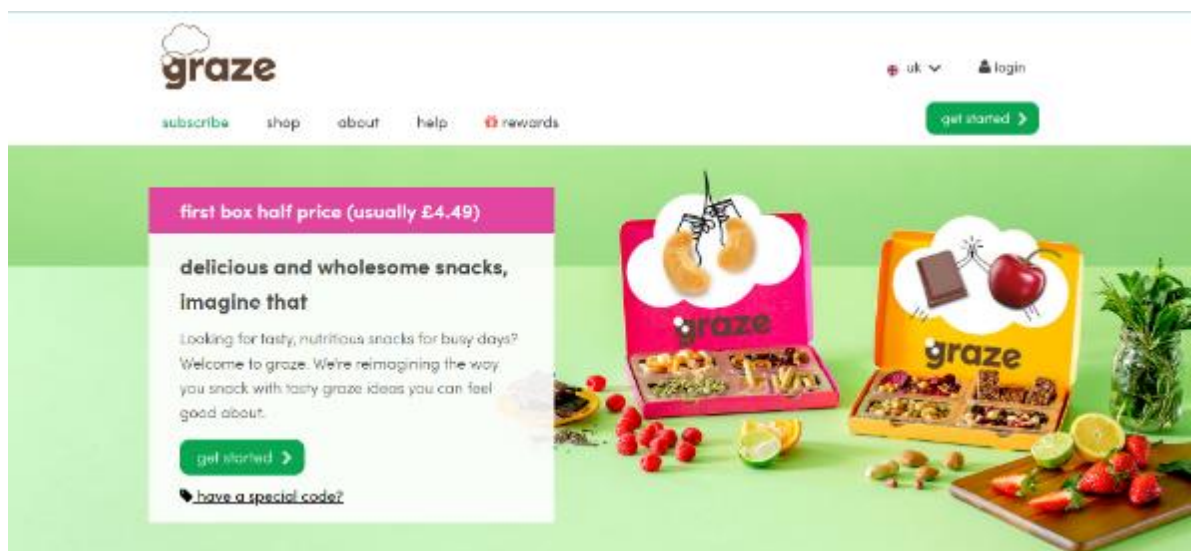 graze
uk
login
subscribe shop about help rewards
get started
first box half price (usually £4.49)
delicious and wholesome snacks,
imagine that
Looking for tasty, nutritious snacks for busy days?
Welcome to graze. We're reimagining the way
you snack with tasty graze ideas you can feel
good about.
get started
have a special code?
graze
graze